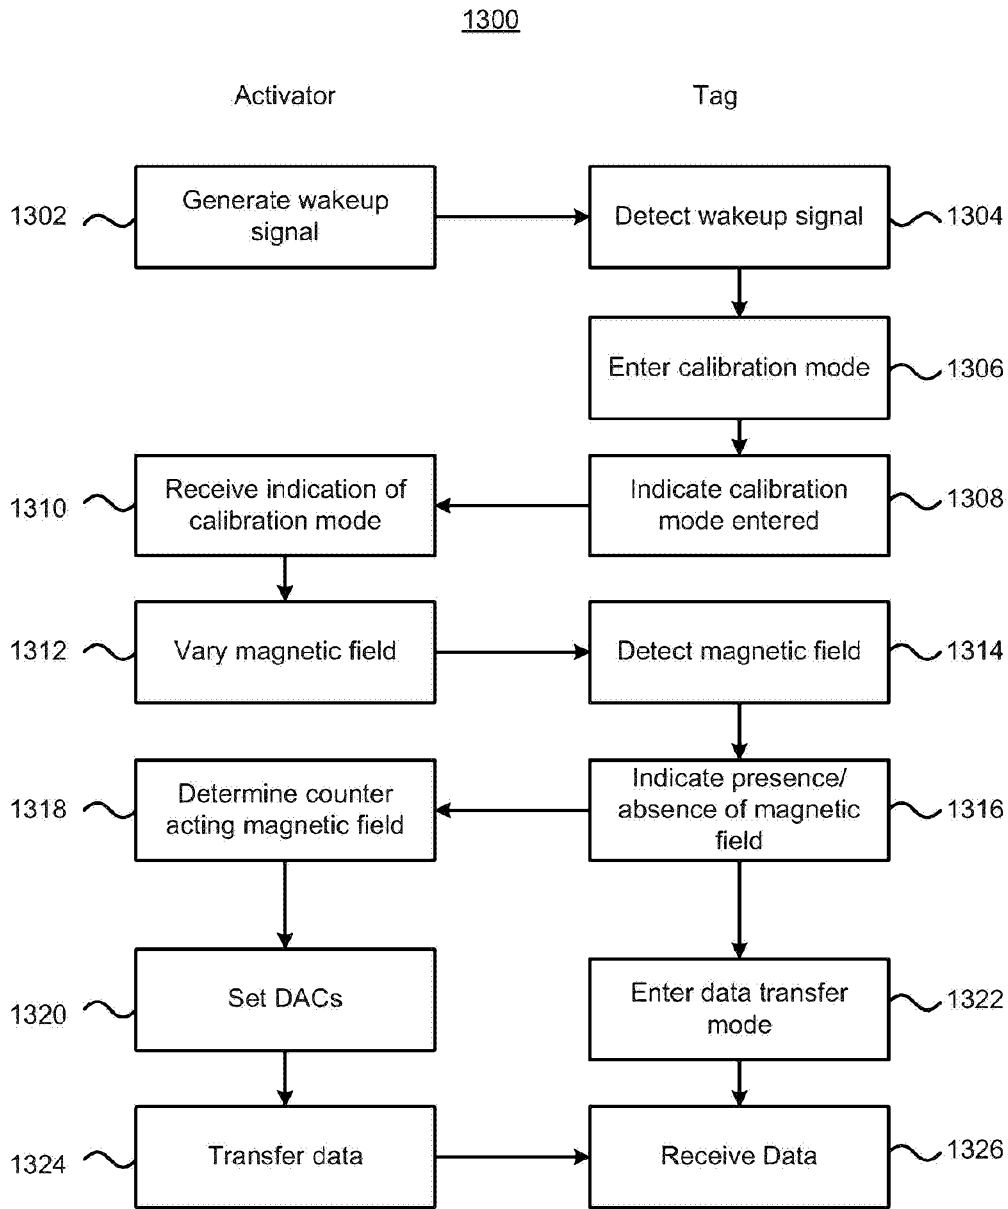 1300
Activator
Tag
1302
Generate wakeup
signal
Detect wakeup signal
1304
Enter calibration mode
1306
1310
Receive indication of
calibration mode
Indicate calibration
mode entered
1308
1312
Vary magnetic field
Detect magnetic field
1314
1318
Determine counter
acting magnetic field
Indicate presence/
absence of magnetic
field
1316
1320
Set DACs
Enter data transfer
mode
1322
1324
Transfer data
Receive Data
1326